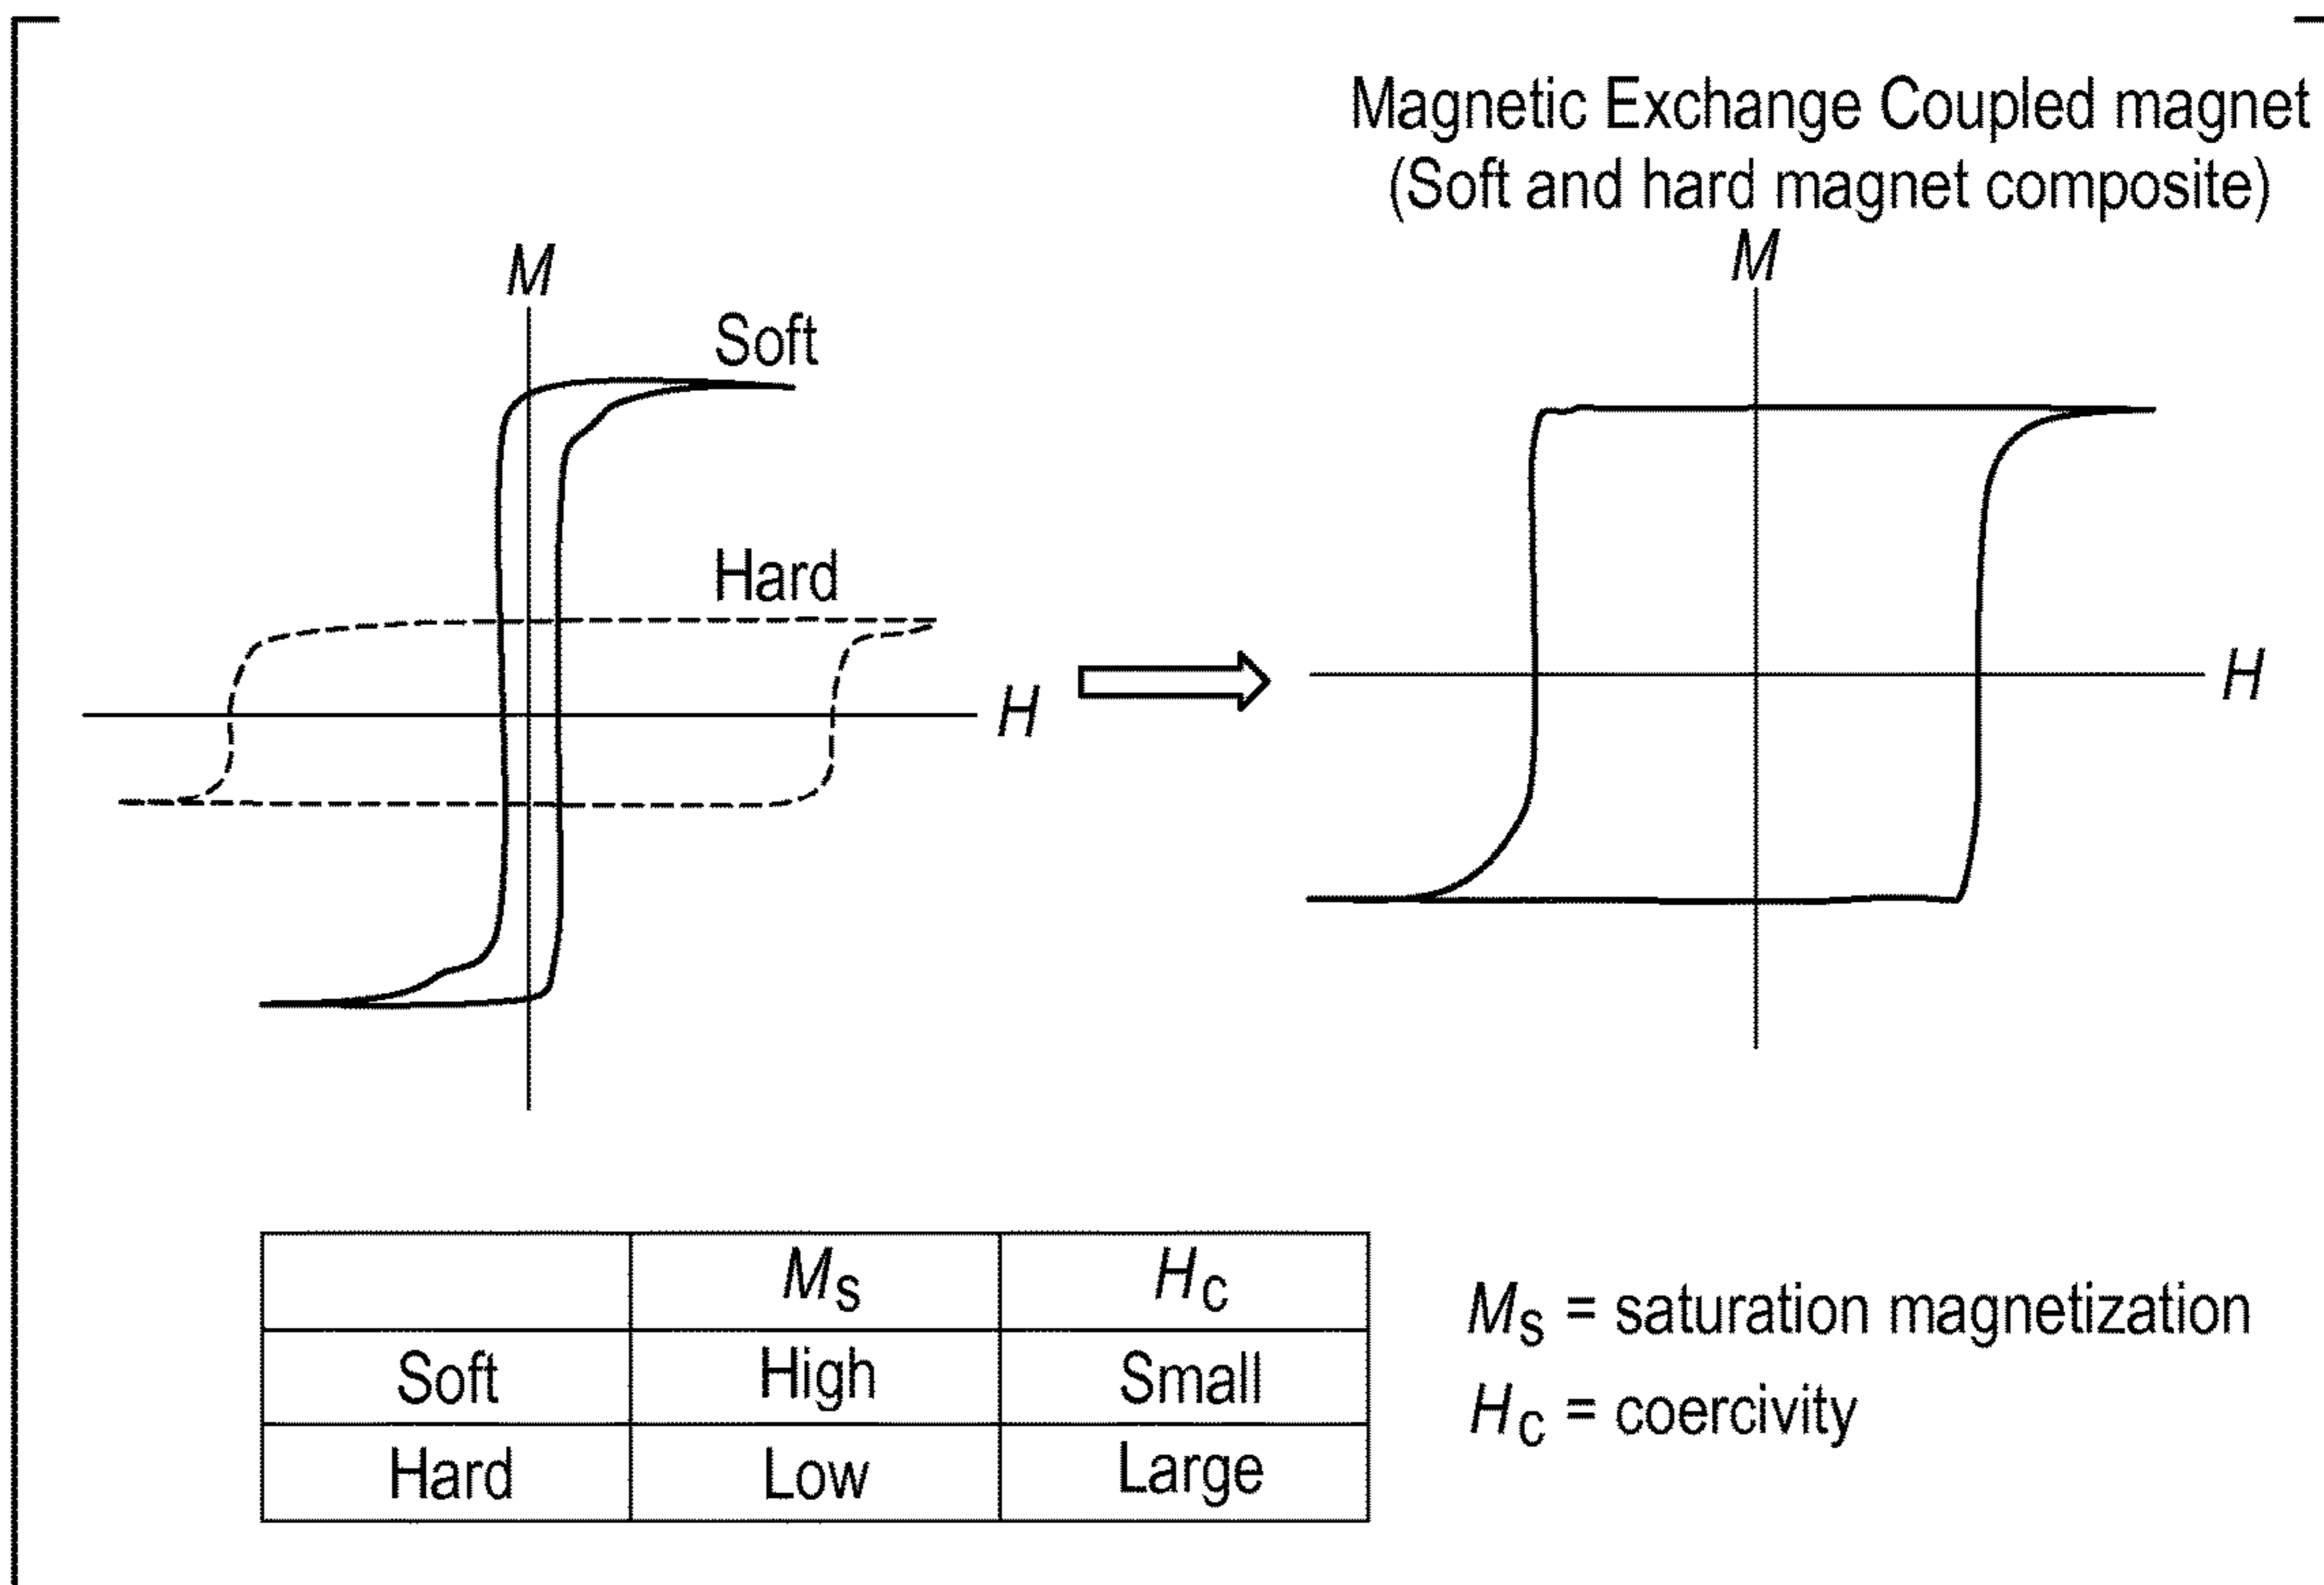 Magnetic Exchange Coupled magnet
(Soft and hard magnet composite)
M
Soft
Hard
H
M
H
Ms Hc
Soft High Small
Hard Low Large
Ms = saturation magnetization
Hc = coercivity